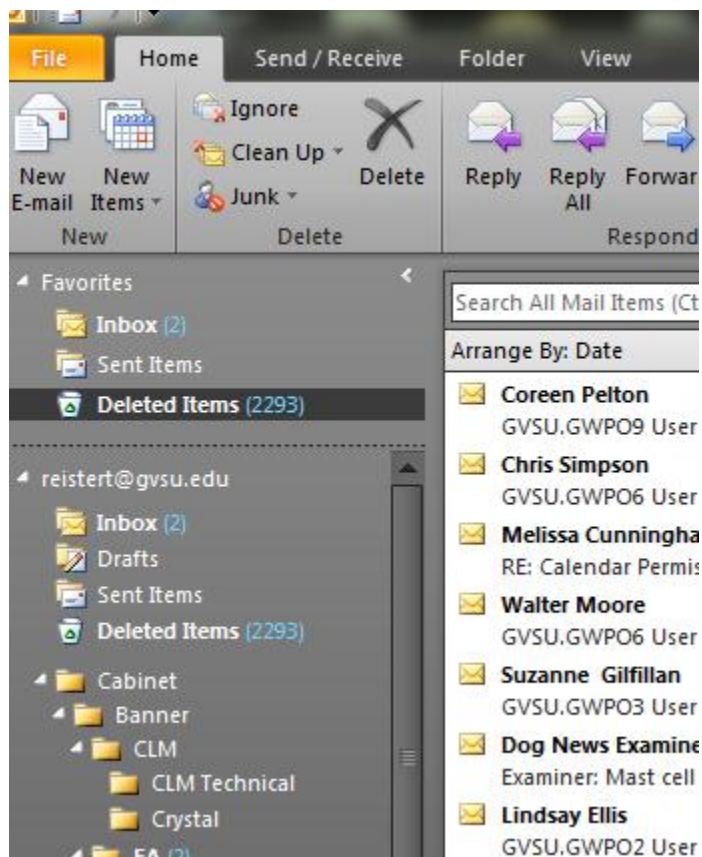 File Home Send / Receive Folder View
Ignore
Clean Up
Junk
New E-mail
New Items
Delete
Reply
Reply All
Forwar
New Delete Respond
Favorites
Inbox (2)
Sent Items
Deleted Items (2293)
reistert@gvsu.edu
Inbox (2)
Drafts
Sent Items
Deleted Items (2293)
Cabinet
Banner
CLM
CLM Technical
Crystal
EA (2)
Search All Mail Items (Ct
Arrange By: Date
Coreen Pelton
GVSU.GWPO9 User
Chris Simpson
GVSU.GWPO6 User
Melissa Cunningha
RE: Calendar Permis
Walter Moore
GVSU.GWPO6 User
Suzanne Gilfillan
GVSU.GWPO3 User
Dog News Examine
Examiner: Mast cell
Lindsay Ellis
GVSU.GWPO2 User